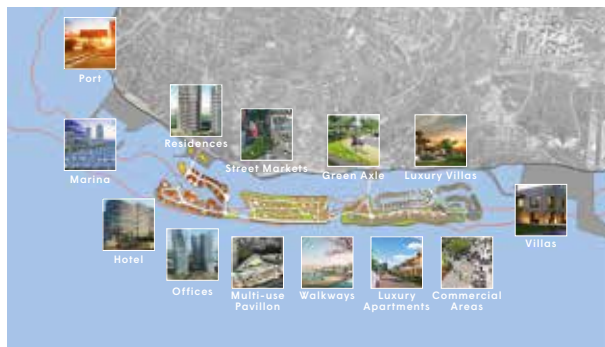 Port
Residences
Street Markets
Green Axle
Luxury Villas
Marina
Hotel
Offices
Multi-use
Pavillon
Walkways
Luxury
Apartments
Commercial
Areas
Villas